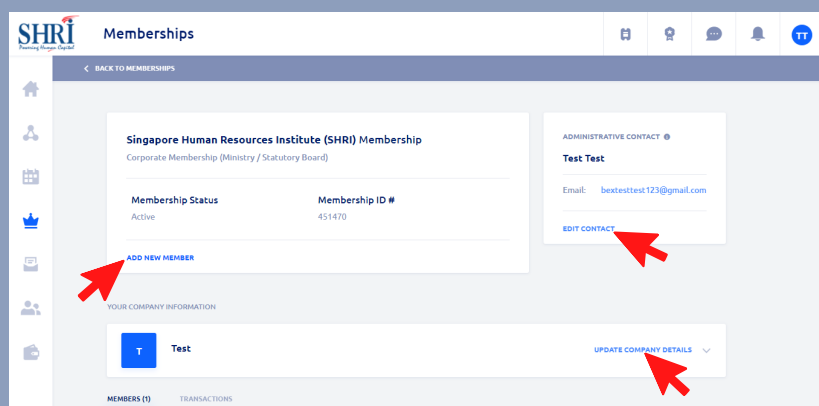 SHRI
Powering Human Capital
Memberships
TT
BACK TO MEMBERSHIPS
Singapore Human Resources Institute (SHRI) Membership
Corporate Membership (Ministry / Statutory Board)
Membership Status
Membership ID #
Active
451470
ADD NEW MEMBER
ADMINISTRATIVE CONTACT
Test Test
Email: bextesttest123@gmail.com
EDIT CONTACT
YOUR COMPANY INFORMATION
T
Test
UPDATE COMPANY DETAILS
MEMBERS (1)
TRANSACTIONS